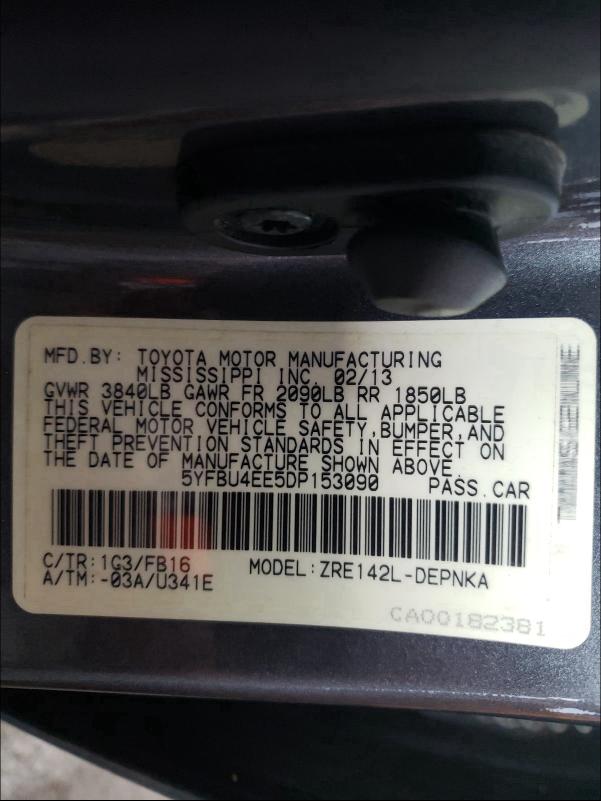 MFD.BY: TOYOTA MOTOR MANUFACTURING
MISSISSIPPI INC. 02/13
GVWR 3840LB GAWR FR 2090LB RR 1850LB
THIS VEHICLE CONFORMS TO ALL APPLICABLE
FEDERAL MOTOR VEHICLE SAFETY,BUMPER,AND
THEFT PREVENTION STANDARDS IN EFFECT ON
THE DATE OF MANUFACTURE SHOWN ABOVE.
5YFBU4EE5DP153090 PASS.CAR
C/TR:1G3/FB16 MODEL:ZRE142L-DEPNKA
A/TM:-03A/U341E
CA00182381